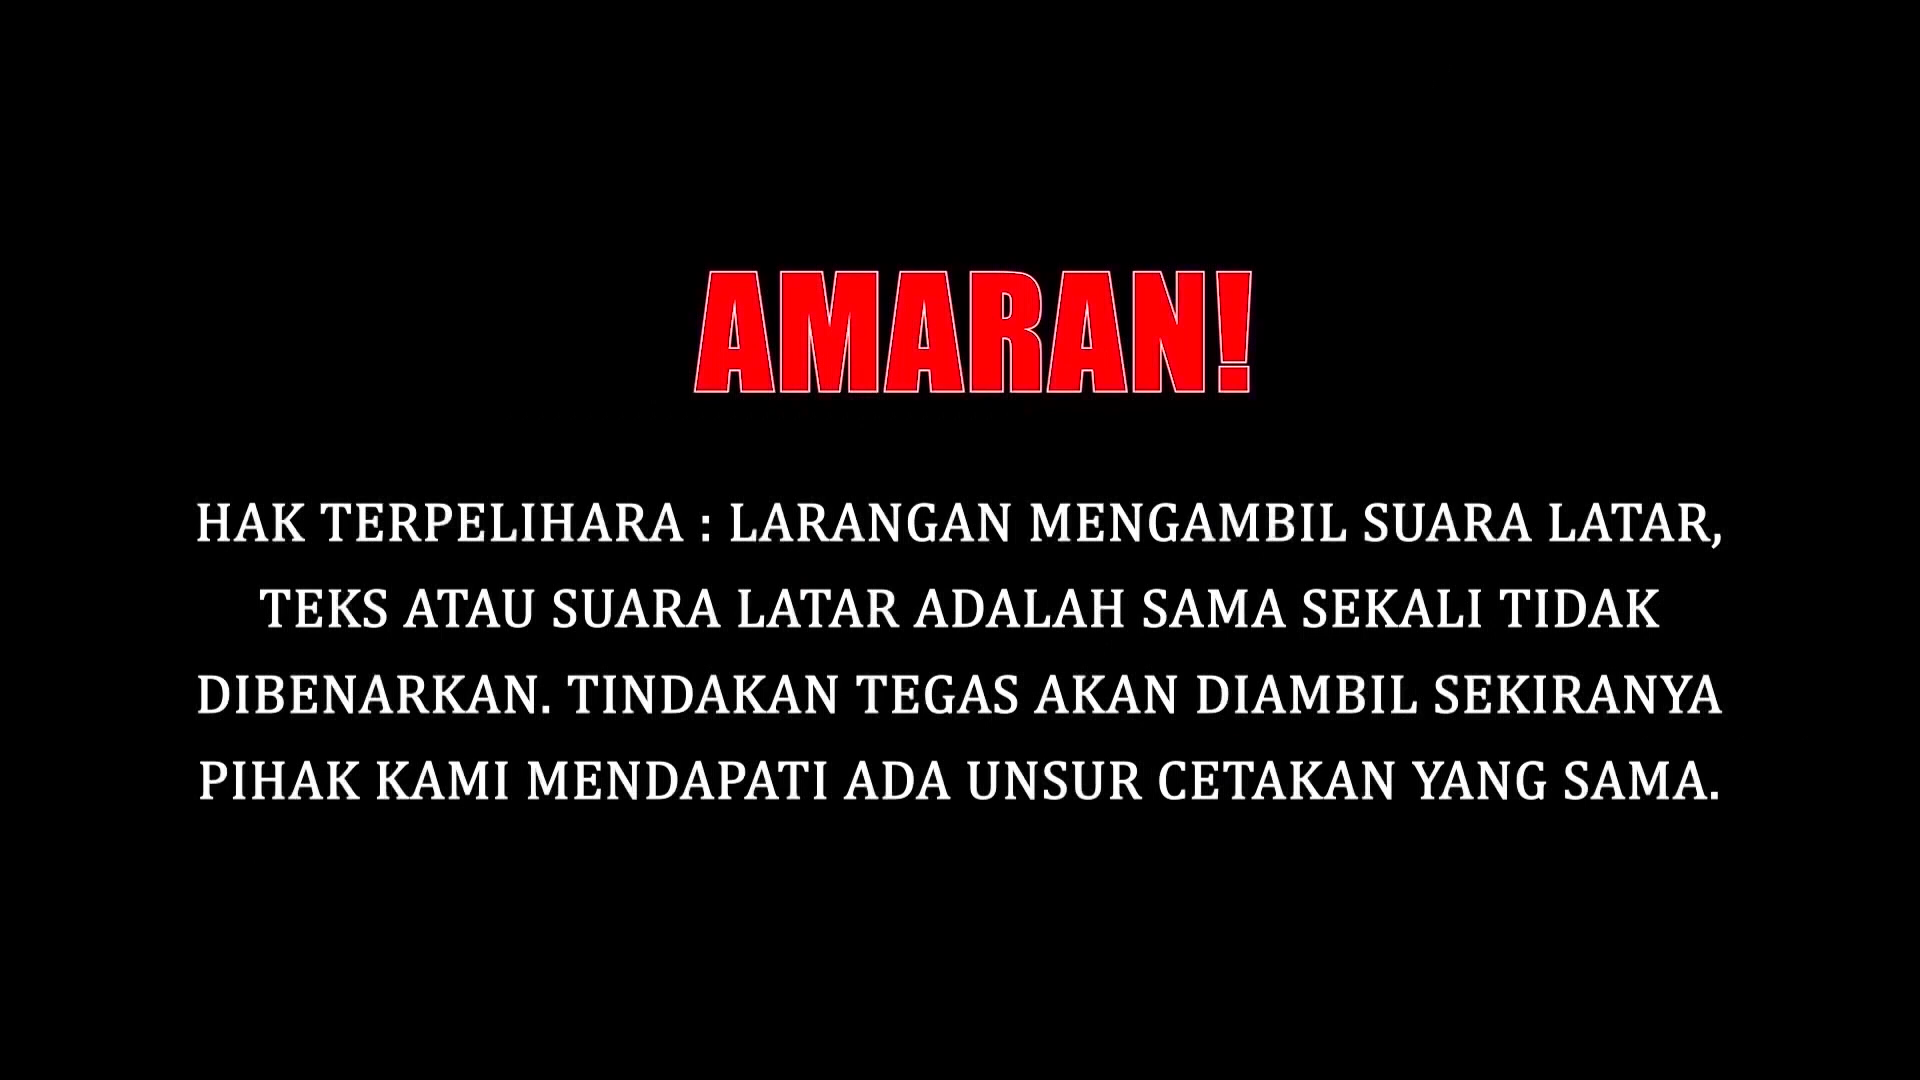 AMARAN!
HAK TERPELIHARA : LARANGAN MENGAMBIL SUARA LATAR,
TEKS ATAU SUARA LATAR ADALAH SAMA SEKALI TIDAK
DIBENARKAN. TINDAKAN TEGAS AKAN DIAMBIL SEKIRANYA
PIHAK KAMI MENDAPATI ADA UNSUR CETAKAN YANG SAMA.